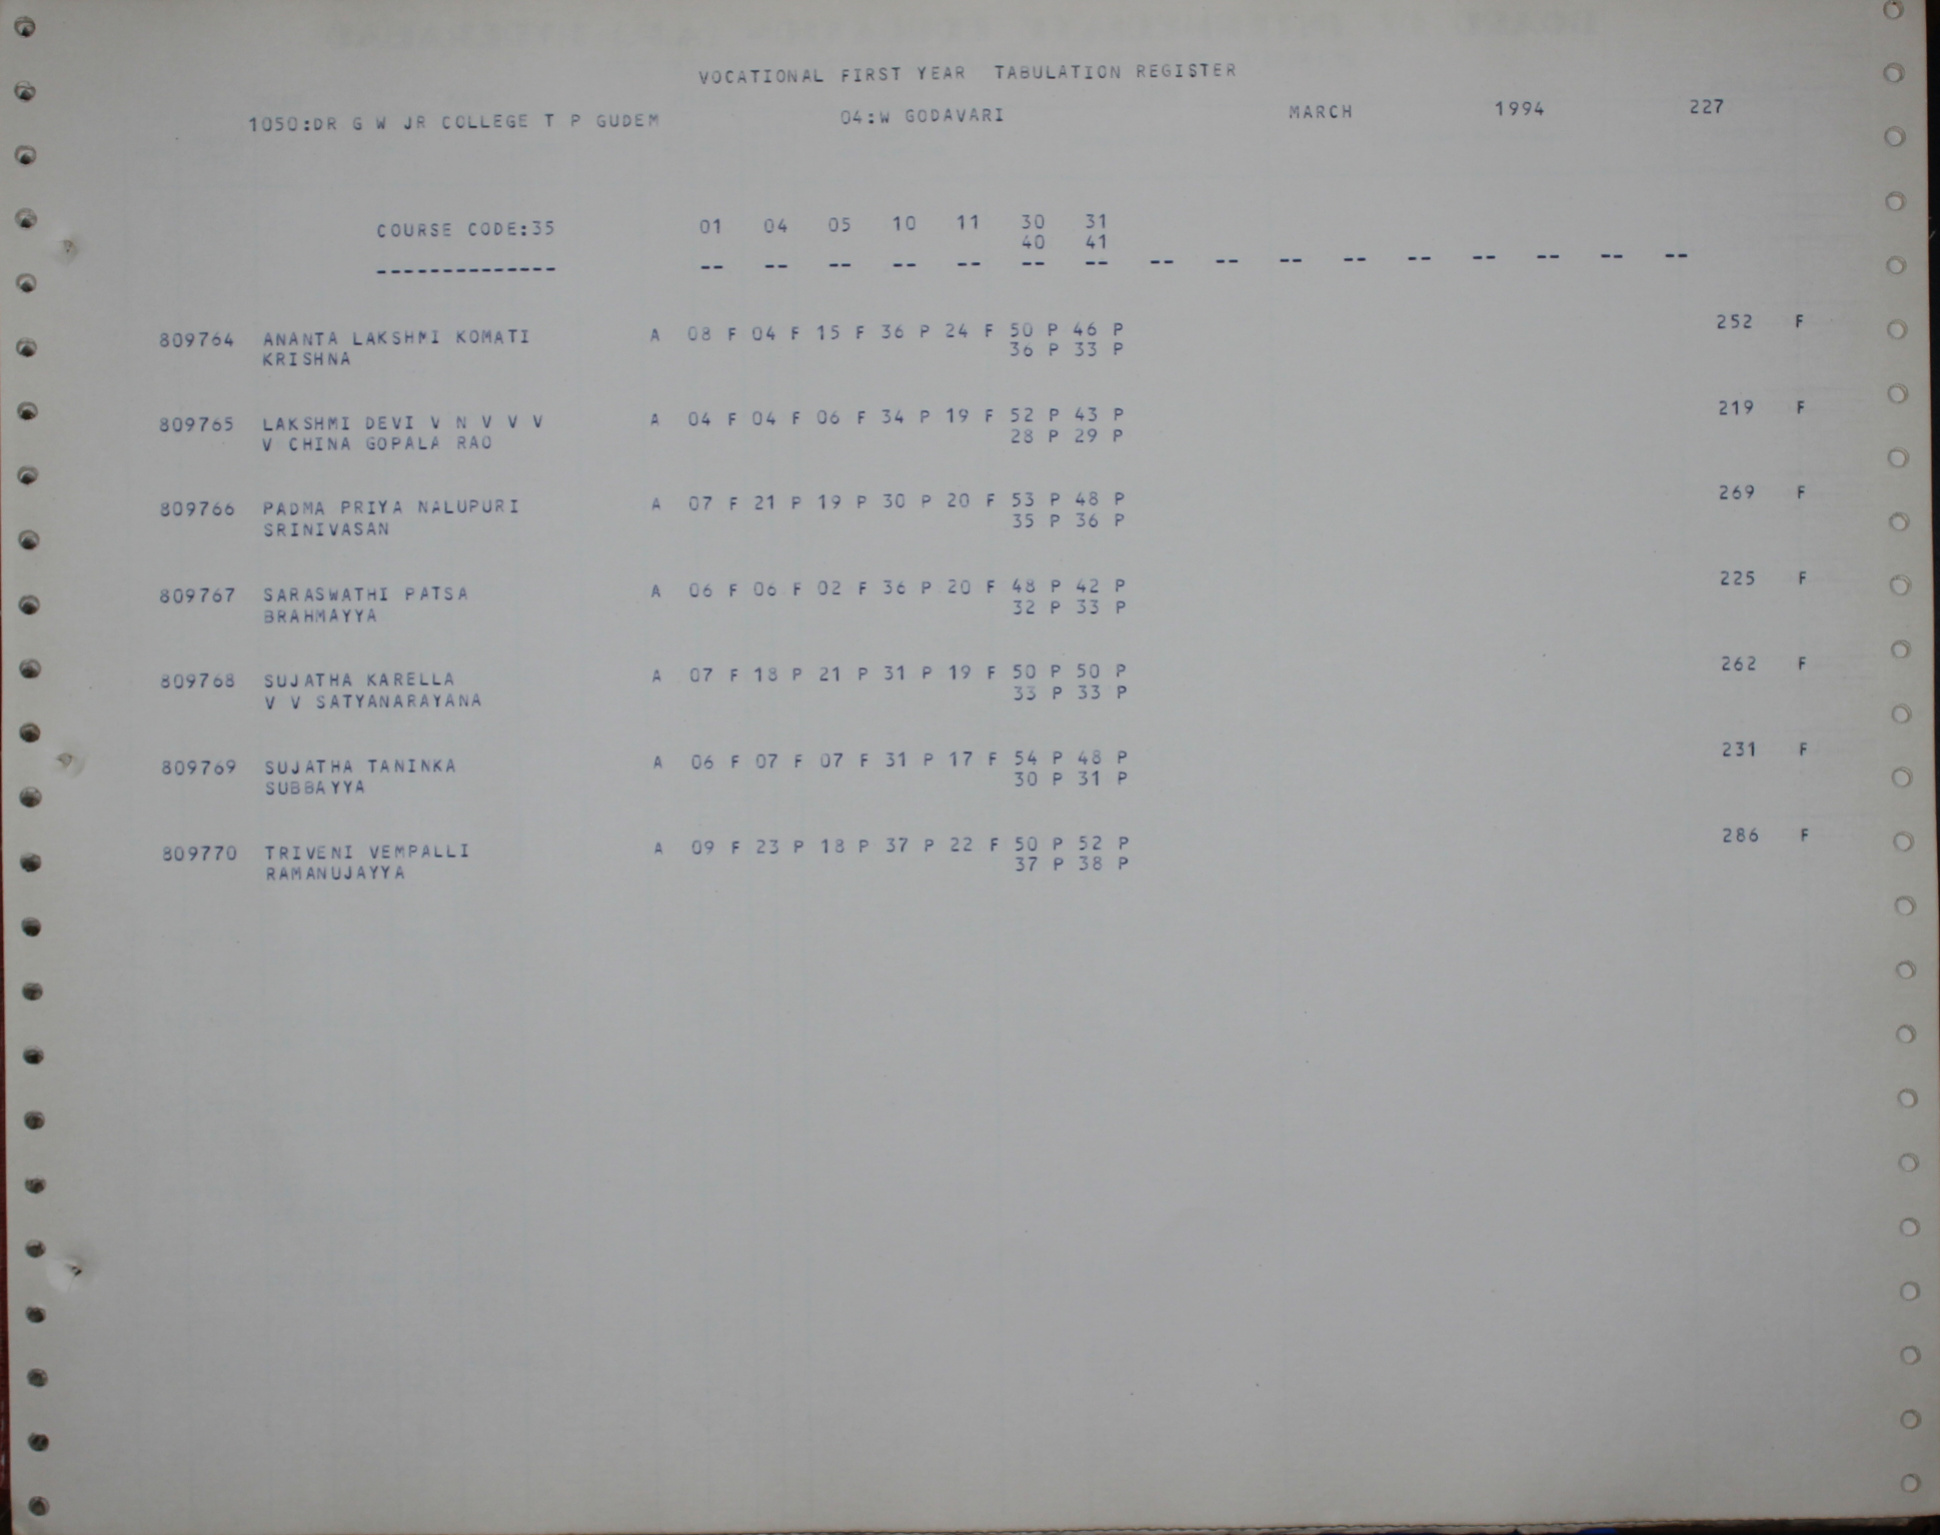 VOCATIONAL FIRST YEAR TABULATION REGISTER
1050:DR G W JR COLLEGE T P GUDEM 04:W GODAVARI MARCH 1994 227
COURSE CODE:35 01 04 05 10 11 30 31
40 41
-------------- -- -- -- -- -- -- -- -- -- -- -- -- -- -- -- --
809764 ANANTA LAKSHMI KOMATI A 08 F 04 F 15 F 36 P 24 F 50 P 46 P 252 F
KRISHNA 36 P 33 P
809765 LAKSHMI DEVI V N V V V A 04 F 04 F 06 F 34 P 19 F 52 P 43 P 219 F
V CHINA GOPALA RAO 28 P 29 P
809766 PADMA PRIYA NALUPURI A 07 F 21 P 19 P 30 P 20 F 53 P 48 P 269 F
SRINIVASAN 35 P 36 P
809767 SARASWATHI PATSA A 06 F 06 F 02 F 36 P 20 F 48 P 42 P 225 F
BRAHMAYYA 32 P 33 P
809768 SUJATHA KARELLA A 07 F 18 P 21 P 31 P 19 F 50 P 50 P 262 F
V V SATYANARAYANA 33 P 33 P
809769 SUJATHA TANINKA A 06 F 07 F 07 F 31 P 17 F 54 P 48 P 231 F
SUBBAYYA 30 P 31 P
809770 TRIVENI VEMPALLI A 09 F 23 P 18 P 37 P 22 F 50 P 52 P 286 F
RAMANUJAYYA 37 P 38 P